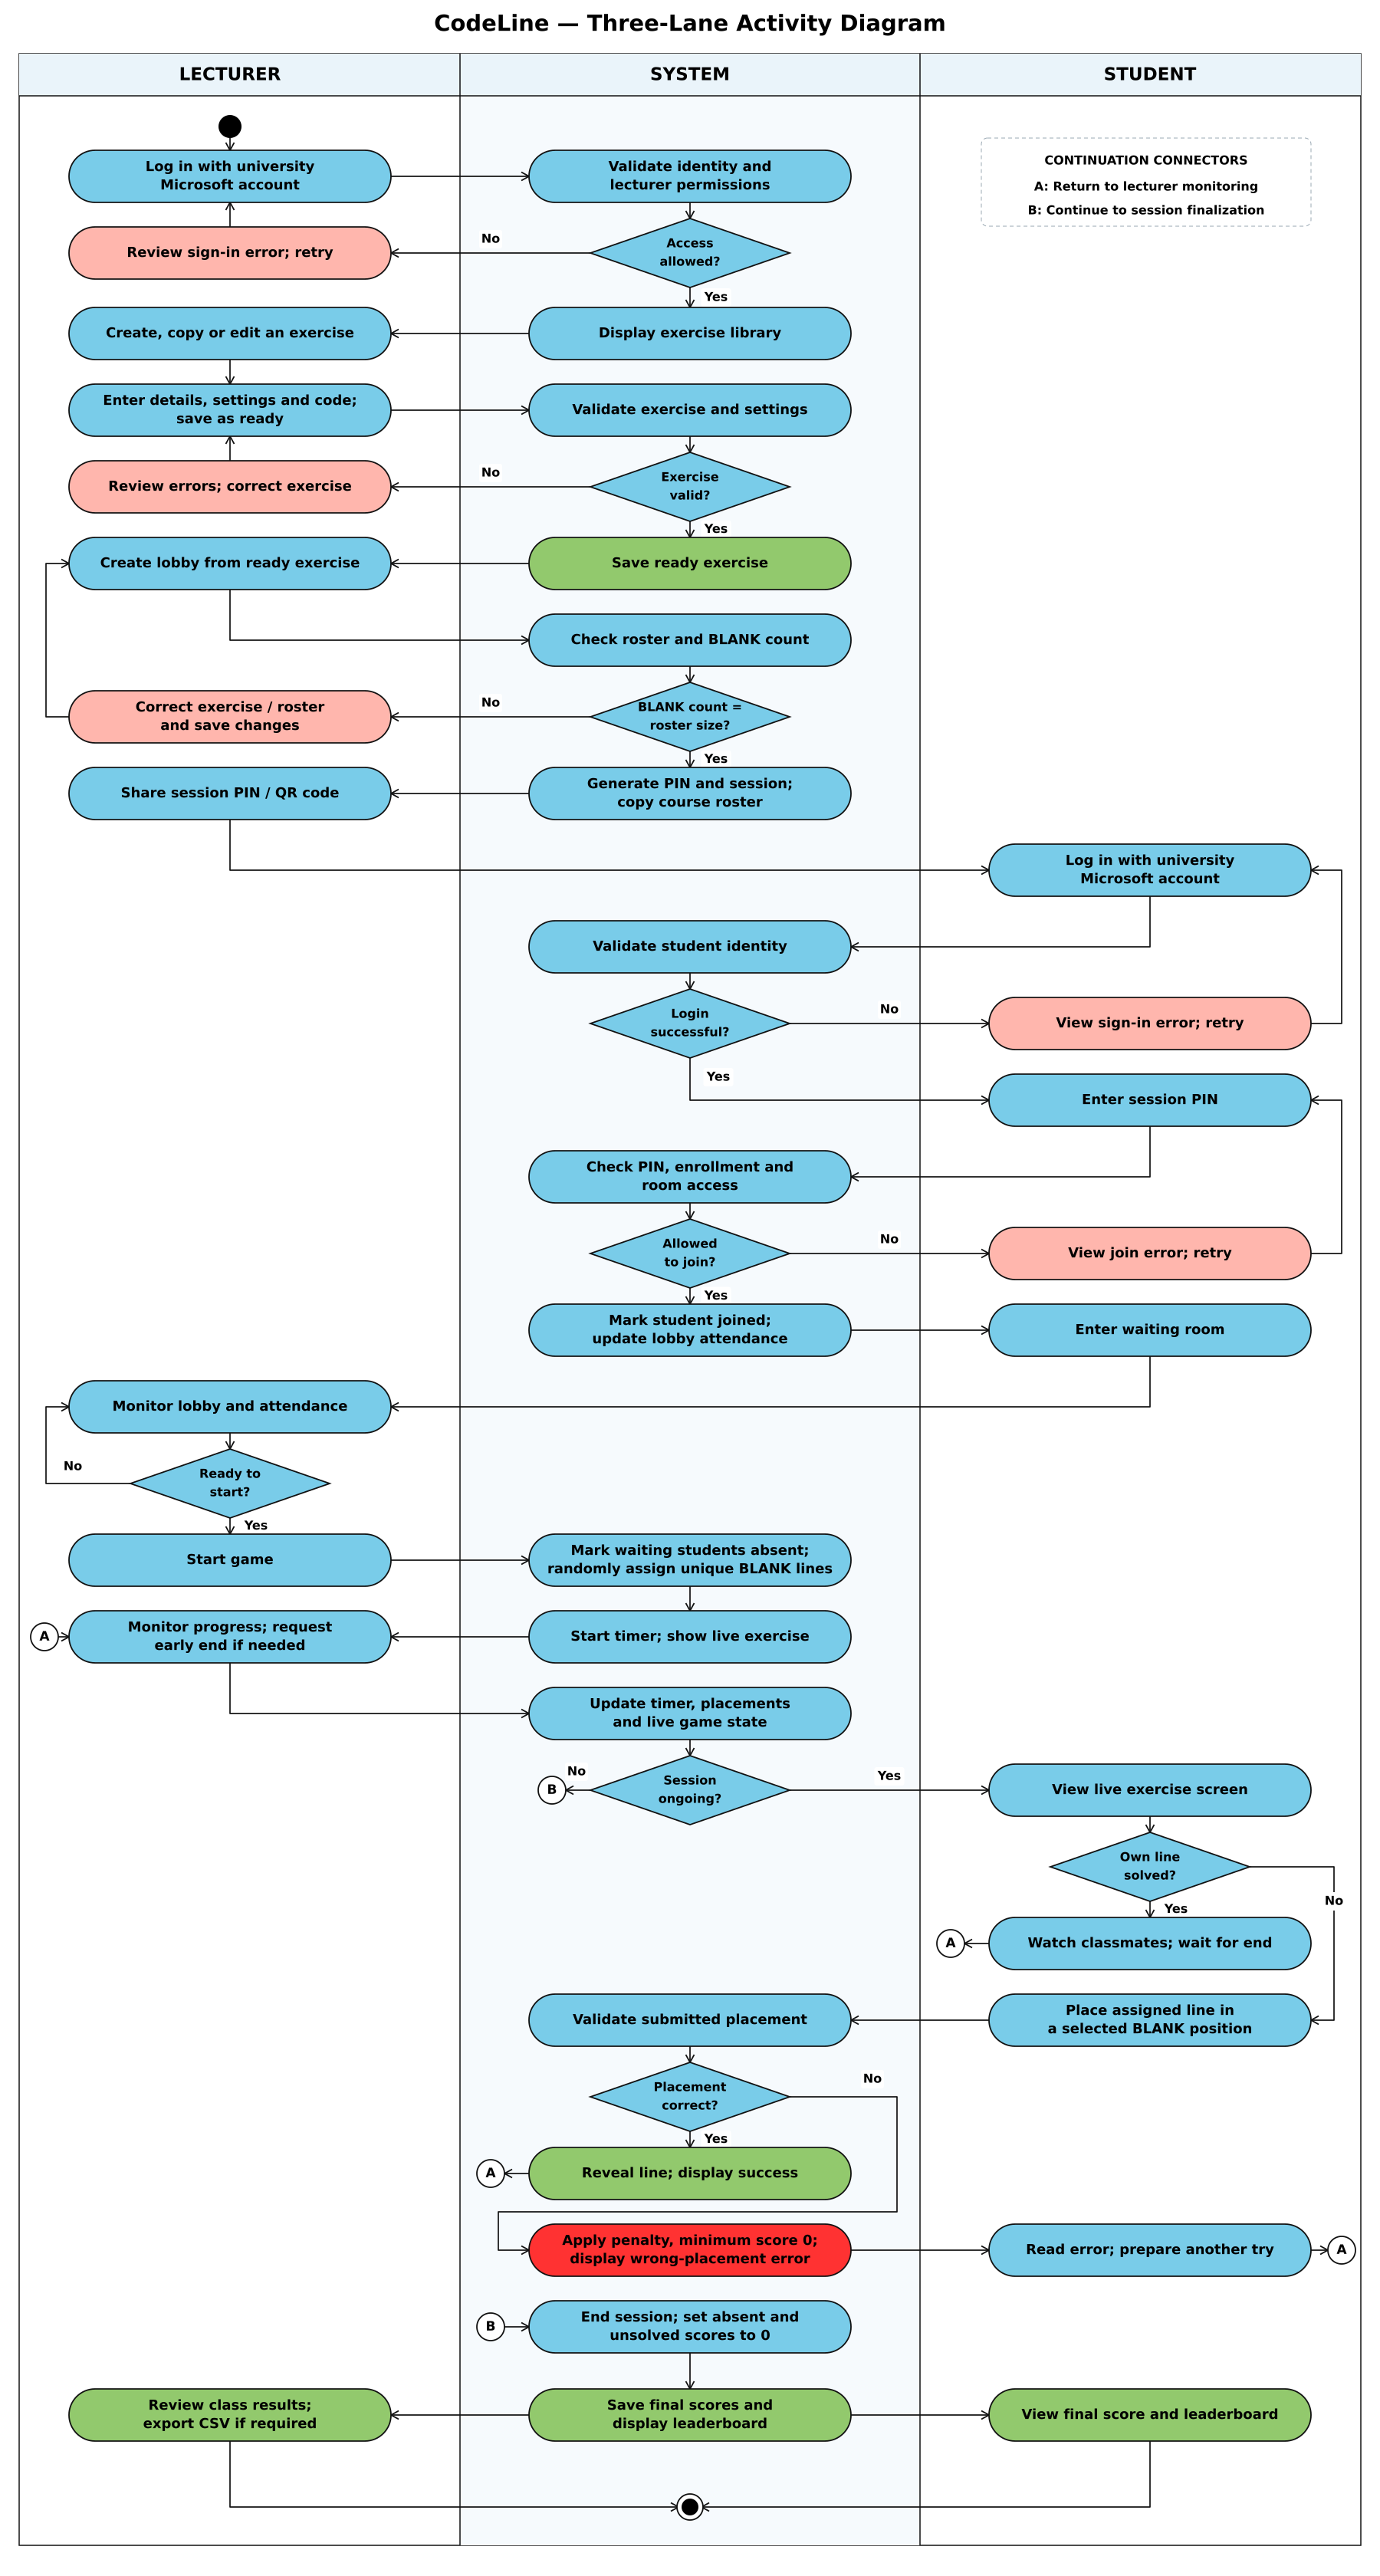 CodeLine — Three-Lane Activity Diagram
LECTURER
SYSTEM
STUDENT
Log in with university
Microsoft account
Validate identity and
lecturer permissions
CONTINUATION CONNECTORS
A: Return to lecturer monitoring
B: Continue to session finalization
Review sign-in error; retry
No
Access
allowed?
Yes
Create, copy or edit an exercise
Display exercise library
Enter details, settings and code;
save as ready
Validate exercise and settings
Review errors; correct exercise
No
Exercise
valid?
Yes
Create lobby from ready exercise
Save ready exercise
Check roster and BLANK count
Correct exercise / roster
and save changes
No
BLANK count =
roster size?
Yes
Share session PIN / QR code
Generate PIN and session;
copy course roster
Log in with university
Microsoft account
Validate student identity
Login
successful?
No
View sign-in error; retry
Yes
Enter session PIN
Check PIN, enrollment and
room access
Allowed
to join?
No
View join error; retry
Yes
Mark student joined;
update lobby attendance
Enter waiting room
Monitor lobby and attendance
No
Ready to
start?
Yes
Start game
Mark waiting students absent;
randomly assign unique BLANK lines
A
Monitor progress; request
early end if needed
Start timer; show live exercise
Update timer, placements
and live game state
B
No
Session
ongoing?
Yes
View live exercise screen
Own line
solved?
No
Yes
A
Watch classmates; wait for end
Validate submitted placement
Place assigned line in
a selected BLANK position
Placement
correct?
No
Yes
A
Reveal line; display success
Apply penalty, minimum score 0;
display wrong-placement error
Read error; prepare another try
A
B
End session; set absent and
unsolved scores to 0
Review class results;
export CSV if required
Save final scores and
display leaderboard
View final score and leaderboard